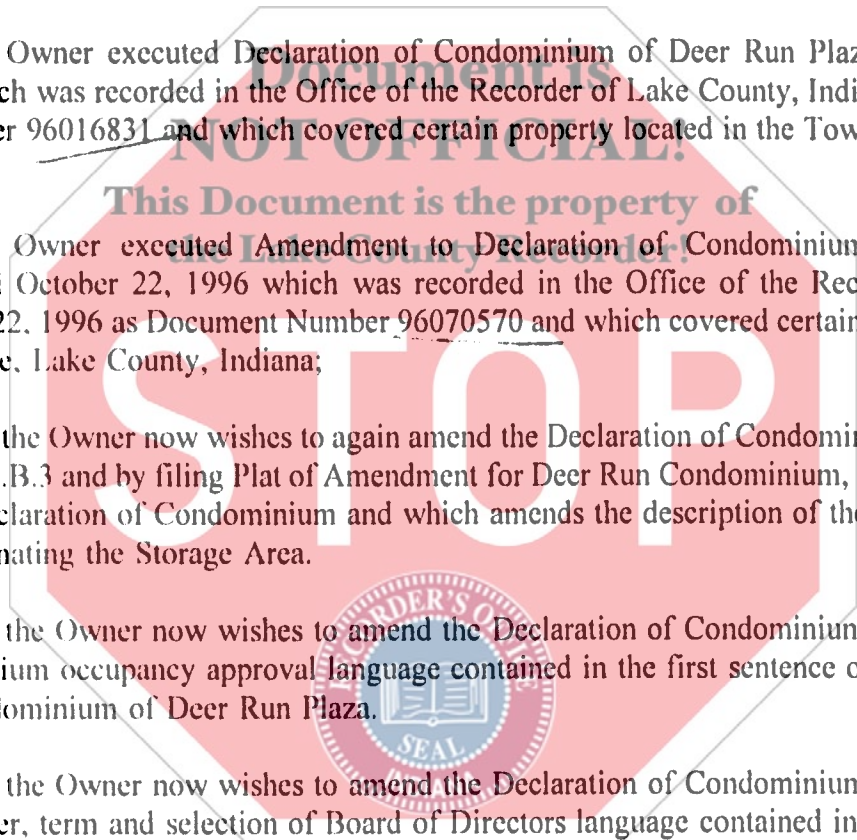 Owner executed Declaration of Condominium of Deer Run Plaz
Document is
ch was recorded in the Office of the Recorder of Lake County, Indi
er 96016831 and which covered certain property located in the Tow
NOT OFFICIAL!
This Document is the property of
the Lake County Recorder!
Owner executed Amendment to Declaration of Condominium
October 22, 1996 which was recorded in the Office of the Rec
22, 1996 as Document Number 96070570 and which covered certain
e, Lake County, Indiana;
STOP
the Owner now wishes to again amend the Declaration of Condomin
.B.3 and by filing Plat of Amendment for Deer Run Condominium,
claration of Condominium and which amends the description of the
nating the Storage Area.
RECORDER'S OFFICE
the Owner now wishes to amend the Declaration of Condominium
ium occupancy approval language contained in the first sentence o
dominium of Deer Run Plaza.
SEAL
INDIANA
the Owner now wishes to amend the Declaration of Condominium
er, term and selection of Board of Directors language contained in